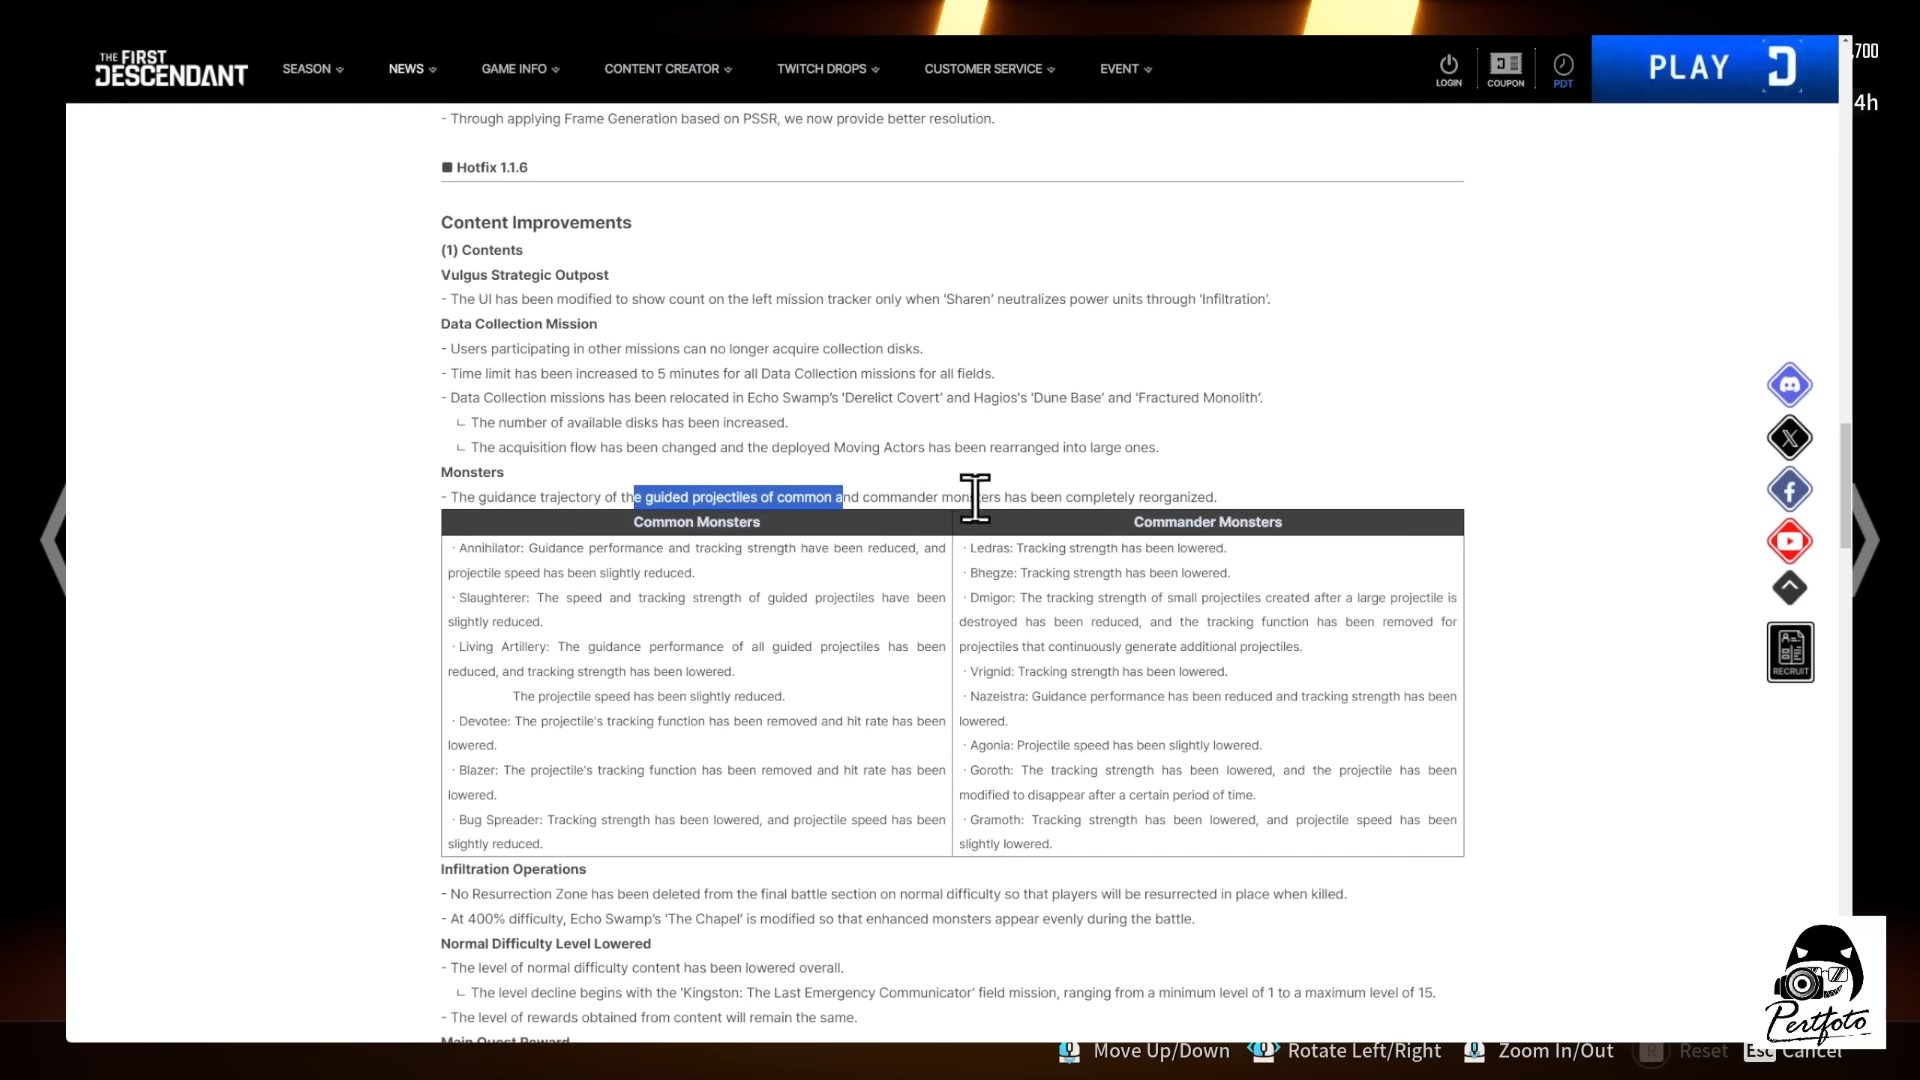 THE FIRST
DESCENDANT
SEASON
NEWS
GAME INFO
CONTENT CREATOR
TWITCH DROPS
CUSTOMER SERVICE
EVENT
LOGIN
COUPON
PDT
PLAY
,700
4h
- Through applying Frame Generation based on PSSR, we now provide better resolution.
■ Hotfix 1.1.6
Content Improvements
(1) Contents
Vulgus Strategic Outpost
- The UI has been modified to show count on the left mission tracker only when 'Sharen' neutralizes power units through 'Infiltration'.
Data Collection Mission
- Users participating in other missions can no longer acquire collection disks.
- Time limit has been increased to 5 minutes for all Data Collection missions for all fields.
- Data Collection missions has been relocated in Echo Swamp's 'Derelict Covert' and Hagios's 'Dune Base' and 'Fractured Monolith'.
ㄴ The number of available disks has been increased.
ㄴ The acquisition flow has been changed and the deployed Moving Actors has been rearranged into large ones.
Monsters
- The guidance trajectory of the guided projectiles of common and commander monsters has been completely reorganized.
Common Monsters
· Annihilator: Guidance performance and tracking strength have been reduced, and
projectile speed has been slightly reduced.
· Slaughterer: The speed and tracking strength of guided projectiles have been
slightly reduced.
· Living Artillery: The guidance performance of all guided projectiles has been
reduced, and tracking strength has been lowered.
The projectile speed has been slightly reduced.
· Devotee: The projectile's tracking function has been removed and hit rate has been
lowered.
· Blazer: The projectile's tracking function has been removed and hit rate has been
lowered.
· Bug Spreader: Tracking strength has been lowered, and projectile speed has been
slightly reduced.
Commander Monsters
· Ledras: Tracking strength has been lowered.
· Bhegze: Tracking strength has been lowered.
· Dmigor: The tracking strength of small projectiles created after a large projectile is
destroyed has been reduced, and the tracking function has been removed for
projectiles that continuously generate additional projectiles.
· Vrignid: Tracking strength has been lowered.
· Nazeistra: Guidance performance has been reduced and tracking strength has been
lowered.
· Agonia: Projectile speed has been slightly lowered.
· Goroth: The tracking strength has been lowered, and the projectile has been
modified to disappear after a certain period of time.
· Gramoth: Tracking strength has been lowered, and projectile speed has been
slightly lowered.
Infiltration Operations
- No Resurrection Zone has been deleted from the final battle section on normal difficulty so that players will be resurrected in place when killed.
- At 400% difficulty, Echo Swamp's 'The Chapel' is modified so that enhanced monsters appear evenly during the battle.
Normal Difficulty Level Lowered
- The level of normal difficulty content has been lowered overall.
ㄴ The level decline begins with the 'Kingston: The Last Emergency Communicator' field mission, ranging from a minimum level of 1 to a maximum level of 15.
- The level of rewards obtained from content will remain the same.
Main Quest Reward
RECRUIT
Pertfoto
Move Up/Down
Rotate Left/Right
Zoom In/Out
R Reset
Esc Cancel